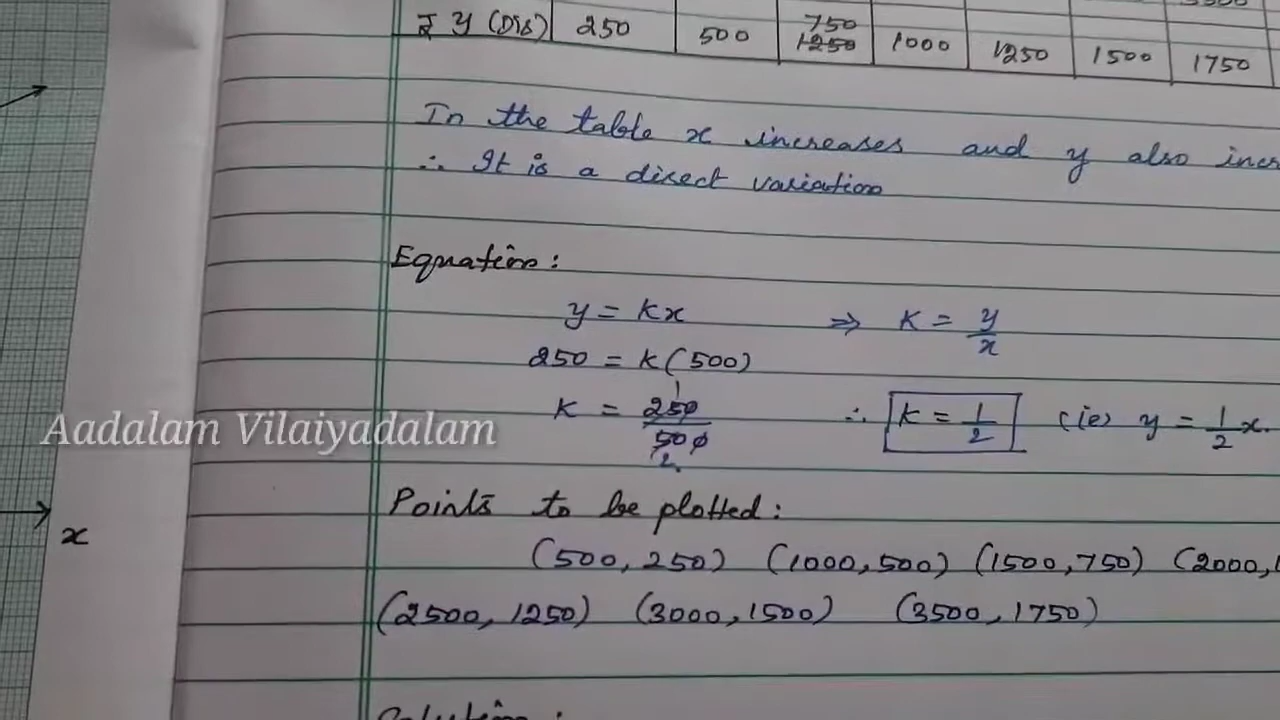 ₹ y (Dis) 250 500 750 1250 1000 1250 1500 1750
In the table x increases and y also
∴ It is a direct variation
Equation:
y = kx ⇒ K = y/x
250 = k(500)
K = 250/500 1 2 ∴ K = 1/2 (ie) y = 1/2 x.
Aadalam Vilaiyadalam
Points to be plotted:
x
(500, 250) (1000, 500) (1500, 750) (2000,
(2500, 1250) (3000, 1500) (3500, 1750)